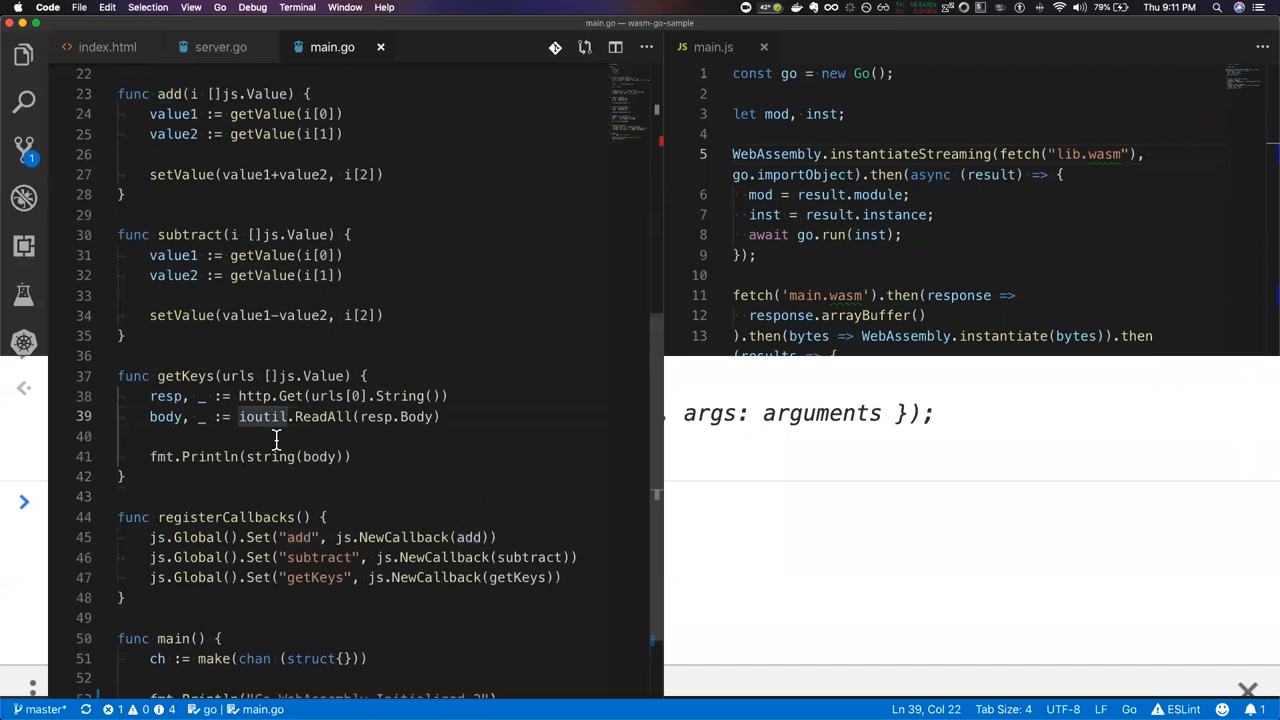 Code File Edit Selection View Go Debug Terminal Window Help
79% Thu 9:11 PM
main.go — wasm-go-sample
index.html server.go main.go
22
23 func add(i []js.Value) {
24 value1 := getValue(i[0])
25 value2 := getValue(i[1])
26
27 setValue(value1+value2, i[2])
28 }
29
30 func subtract(i []js.Value) {
31 value1 := getValue(i[0])
32 value2 := getValue(i[1])
33
34 setValue(value1-value2, i[2])
35 }
36
37 func getKeys(urls []js.Value) {
38 resp, _ := http.Get(urls[0].String())
39 body, _ := ioutil.ReadAll(resp.Body)
40
41 fmt.Println(string(body))
42 }
43
44 func registerCallbacks() {
45 js.Global().Set("add", js.NewCallback(add))
46 js.Global().Set("subtract", js.NewCallback(subtract))
47 js.Global().Set("getKeys", js.NewCallback(getKeys))
48 }
49
50 func main() {
51 ch := make(chan (struct{}))
52
JS main.js
1 const go = new Go();
2
3 let mod, inst;
4
5 WebAssembly.instantiateStreaming(fetch("lib.wasm"),
go.importObject).then(async (result) => {
6 mod = result.module;
7 inst = result.instance;
8 await go.run(inst);
9 });
10
11 fetch('main.wasm').then(response =>
12 response.arrayBuffer()
13 ).then(bytes => WebAssembly.instantiate(bytes)).then
(results => {
, args: arguments });
1
master* 1 0 4 go main.go
Ln 39, Col 22 Tab Size: 4 UTF-8 LF Go ESLint 1